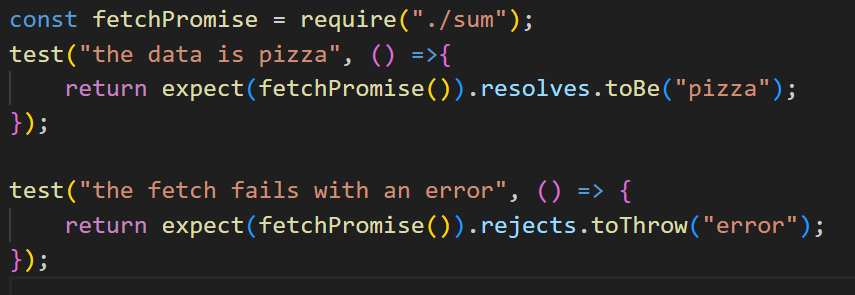 const fetchPromise = require("./sum");
test("the data is pizza", () =>{
    return expect(fetchPromise()).resolves.toBe("pizza");
});

test("the fetch fails with an error", () => {
    return expect(fetchPromise()).rejects.toThrow("error");
});